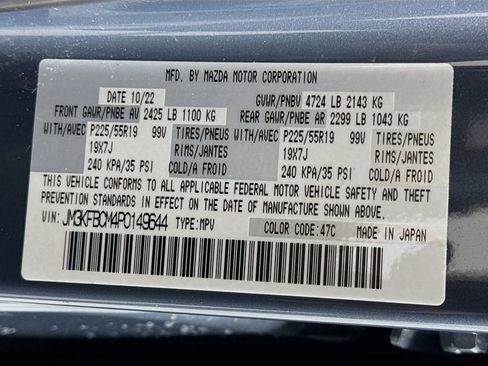 MFD. BY MAZDA MOTOR CORPORATION
DATE 10/22 GVWR/PNBV 4724 LB 2143 KG
FRONT GAWR/PNBE AV 2425 LB 1100 KG REAR GAWR/PNBE AR 2299 LB 1043 KG
WITH/AVEC P225/55R19 99V TIRES/PNEUS WITH/AVEC P225/55R19 99V TIRES/PNEUS
19X7J RIMS/JANTES 19X7J RIMS/JANTES
240 KPA/35 PSI COLD/A FROID 240 KPA/35 PSI COLD/A FROID
THIS VEHICLE CONFORMS TO ALL APPLICABLE FEDERAL MOTOR VEHICLE SAFETY AND THEFT
PREVENTION STANDARDS IN EFFECT ON THE DATE OF MANUFACTURE SHOWN ABOVE.
VIN: JM3KFBCM4P0149644 TYPE: MPV COLOR CODE: 47C MADE IN JAPAN